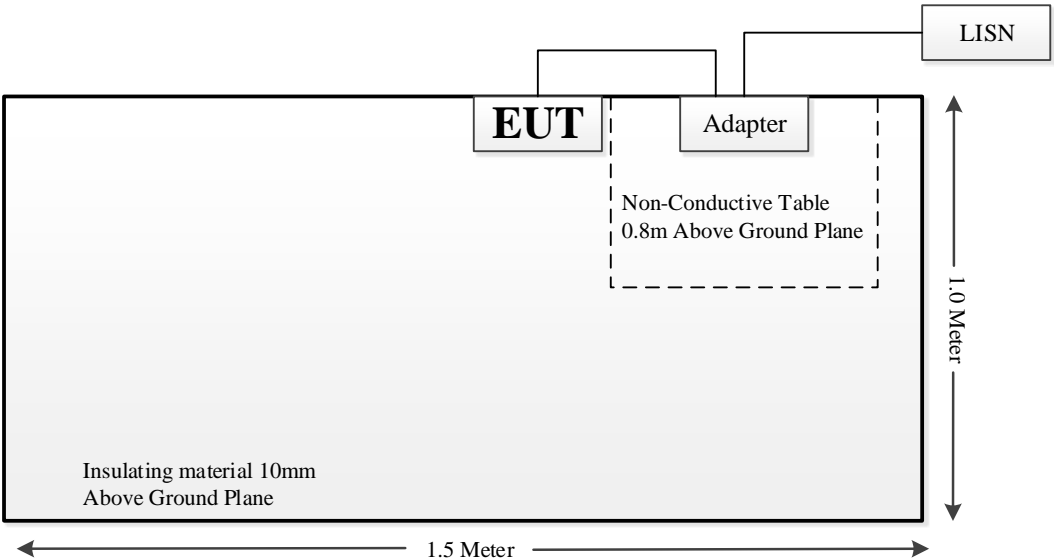 LISN
EUT
Adapter
Non-Conductive Table
0.8m Above Ground Plane
1.0 Meter
Insulating material 10mm
Above Ground Plane
1.5 Meter